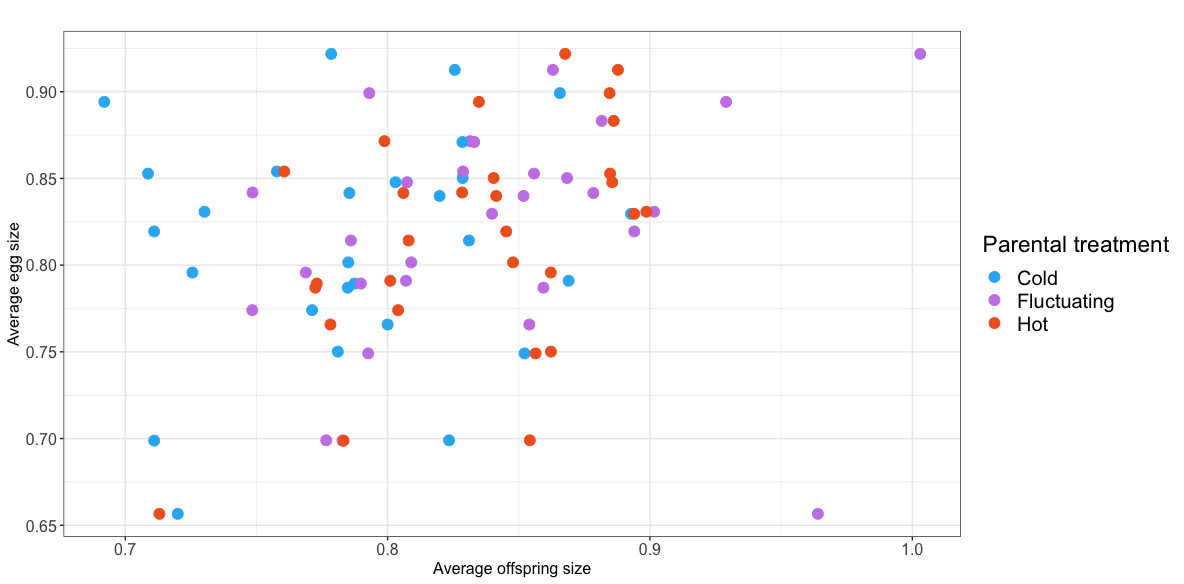 Average egg size
0.90
0.85
0.80
0.75
0.70
0.65
0.7 0.8 0.9 1.0
Average offspring size
Parental treatment
Cold
Fluctuating
Hot